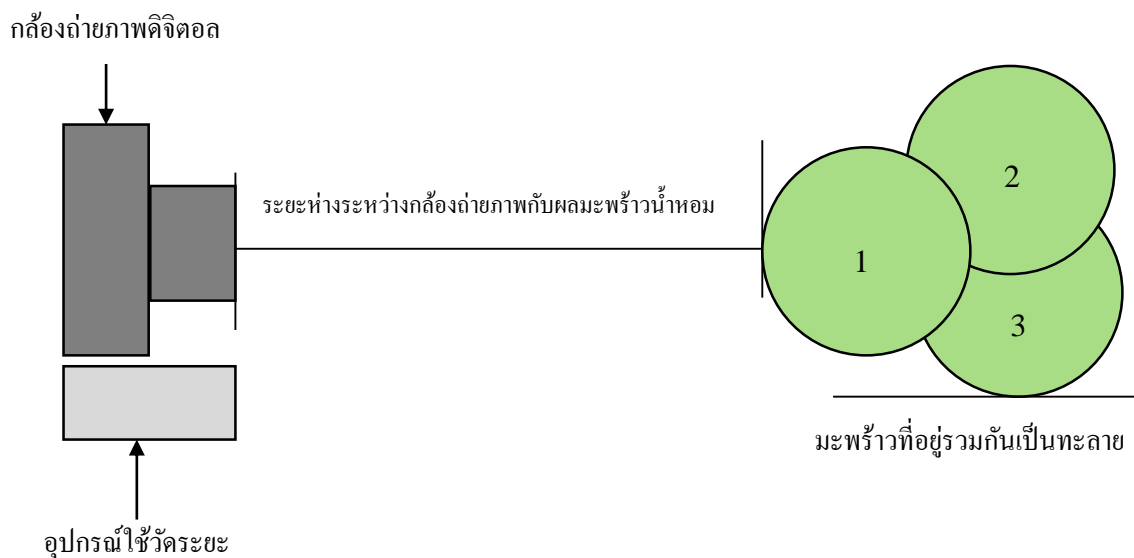 กล้องถ่ายภาพดิจิตอล
ระยะห่างระหว่างกล้องถ่ายภาพกับผลมะพร้าวน้ำหอม
2
1
3
มะพร้าวที่อยู่รวมกันเป็นทะลาย
อุปกรณ์ใช้วัดระยะ